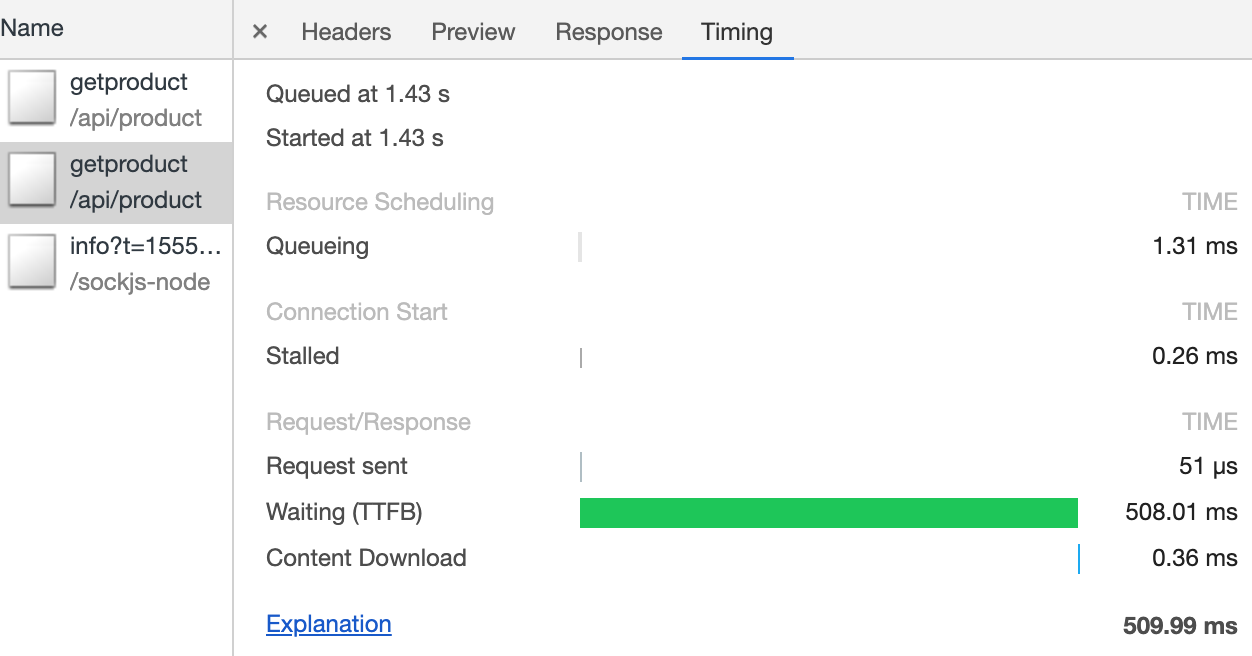 Name
× Headers Preview Response Timing
getproduct
/api/product
getproduct
/api/product
info?t=1555…
/sockjs-node
Queued at 1.43 s
Started at 1.43 s
Resource Scheduling TIME
Queueing 1.31 ms
Connection Start TIME
Stalled 0.26 ms
Request/Response TIME
Request sent 51 µs
Waiting (TTFB) 508.01 ms
Content Download 0.36 ms
Explanation 509.99 ms